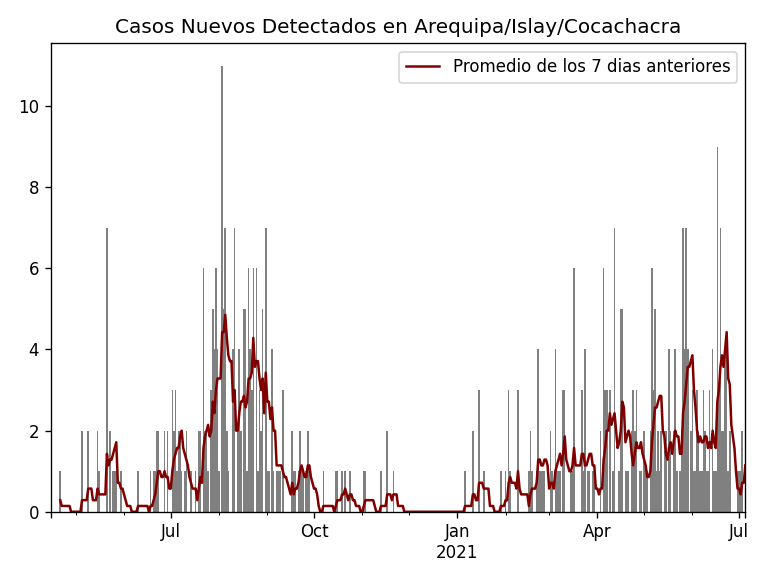 Casos Nuevos Detectados en Arequipa/Islay/Cocachacra
Promedio de los 7 dias anteriores
10
8
6
4
2
0
Jul
Oct
Jan
2021
Apr
Jul